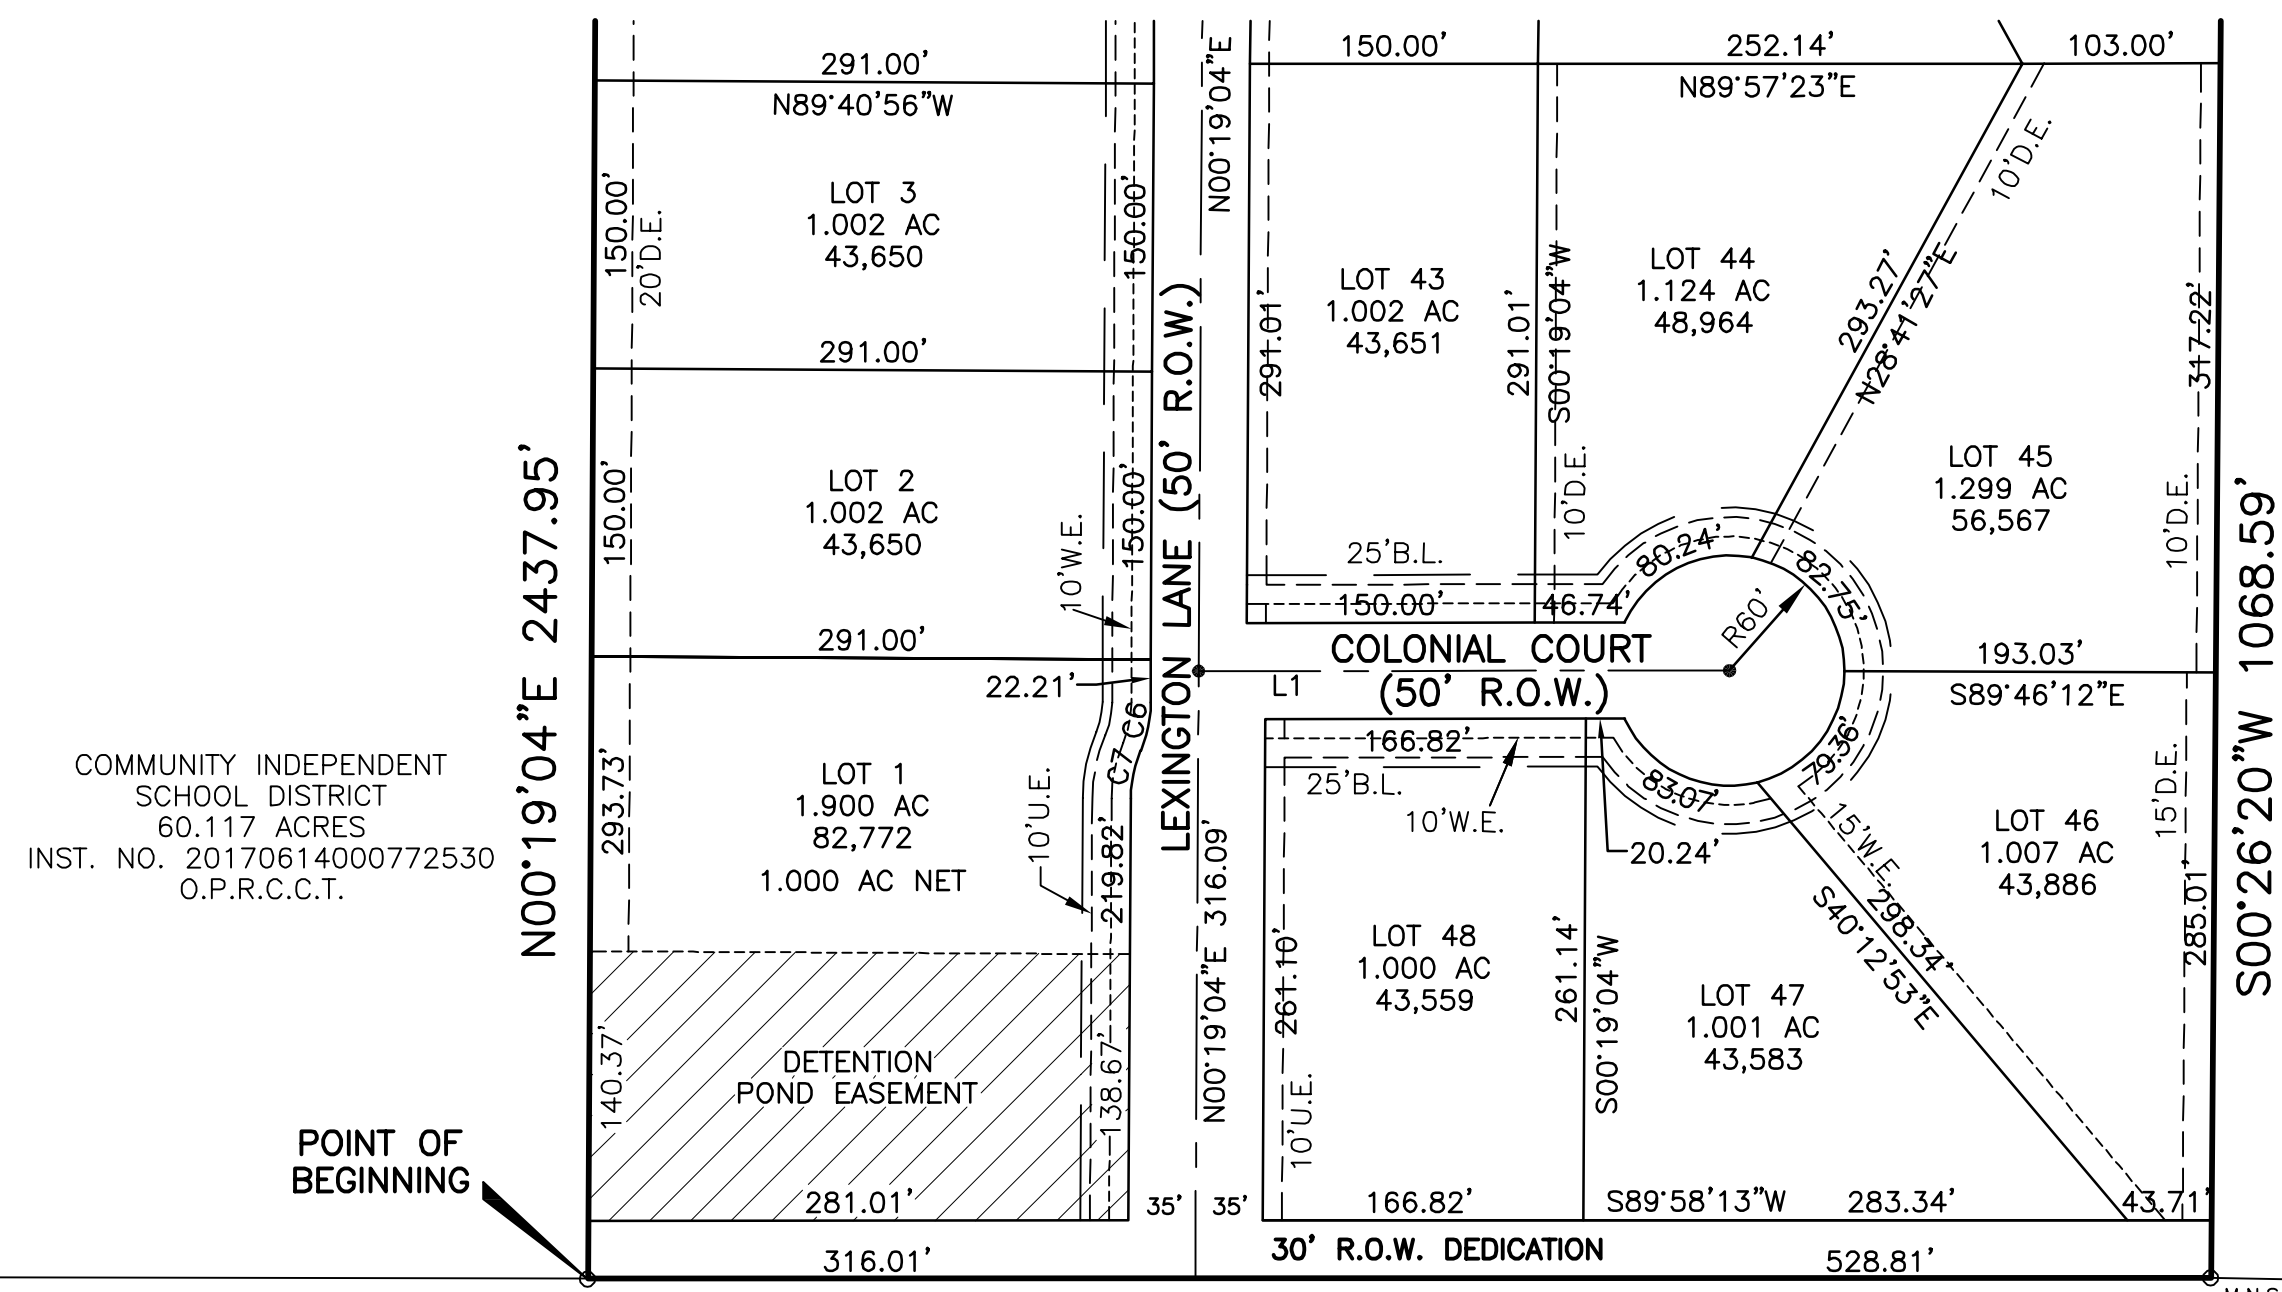 291.00'
N89°40'56"W
150.00'
20'D.E.
LOT 3
1.002 AC
43,650
150.00'
291.00'
150.00'
LOT 2
1.002 AC
43,650
150.00'
10'W.E.
291.00'
22.21'
C6
C7
LOT 1
1.900 AC
82,772
1.000 AC NET
293.73'
219.82'
10'U.E.
DETENTION
POND EASEMENT
140.37'
138.67'
281.01'
316.01'
N00°19'04"E 2437.95'
COMMUNITY INDEPENDENT
SCHOOL DISTRICT
60.117 ACRES
INST. NO. 20170614000772530
O.P.R.C.C.T.
POINT OF
BEGINNING
N00°19'04"E
LEXINGTON LANE (50' R.O.W.)
N00°19'04"E 316.09'
35'
35'
150.00'
252.14'
103.00'
N89°57'23"E
LOT 43
1.002 AC
43,651
291.01'
291.01'
S00°19'04"W
10'D.E.
LOT 44
1.124 AC
48,964
293.27'
N28°41'27"E
10'D.E.
317.22'
LOT 45
1.299 AC
56,567
10'D.E.
25'B.L.
150.00'
46.74'
80.24'
82.75'
R60'
COLONIAL COURT
(50' R.O.W.)
L1
193.03'
S89°46'12"E
166.82'
25'B.L.
10'W.E.
83.07'
79.36'
20.24'
15'W.E.
15'D.E.
LOT 46
1.007 AC
43,886
285.01'
298.34'
S40°12'53"E
LOT 48
1.000 AC
43,559
261.10'
10'U.E.
261.14'
S00°19'04"W
LOT 47
1.001 AC
43,583
166.82'
S89°58'13"W
283.34'
43.71'
30' R.O.W. DEDICATION
528.81'
S00°26'20"W 1068.59'